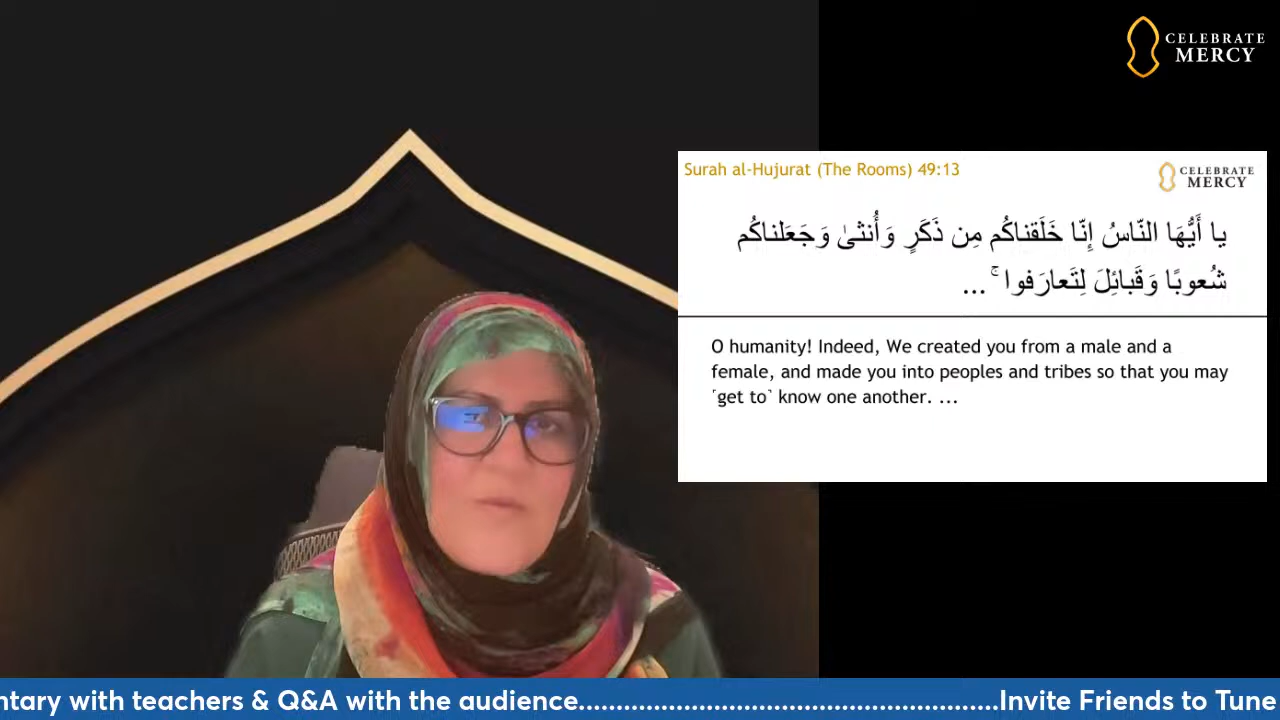 CELEBRATE
MERCY
Surah al-Hujurat (The Rooms) 49:13
CELEBRATE
MERCY
يا أَيُّهَا النّاسُ إِنّا خَلَقناكُم مِن ذَكَرٍ وَأُنثىٰ وَجَعَلناكُم
شُعوبًا وَقَبائِلَ لِتَعارَفوا ۚ ...
O humanity! Indeed, We created you from a male and a
female, and made you into peoples and tribes so that you may
˹get to˺ know one another. ...
ntary with teachers & Q&A with the audience........................................................Invite Friends to Tune